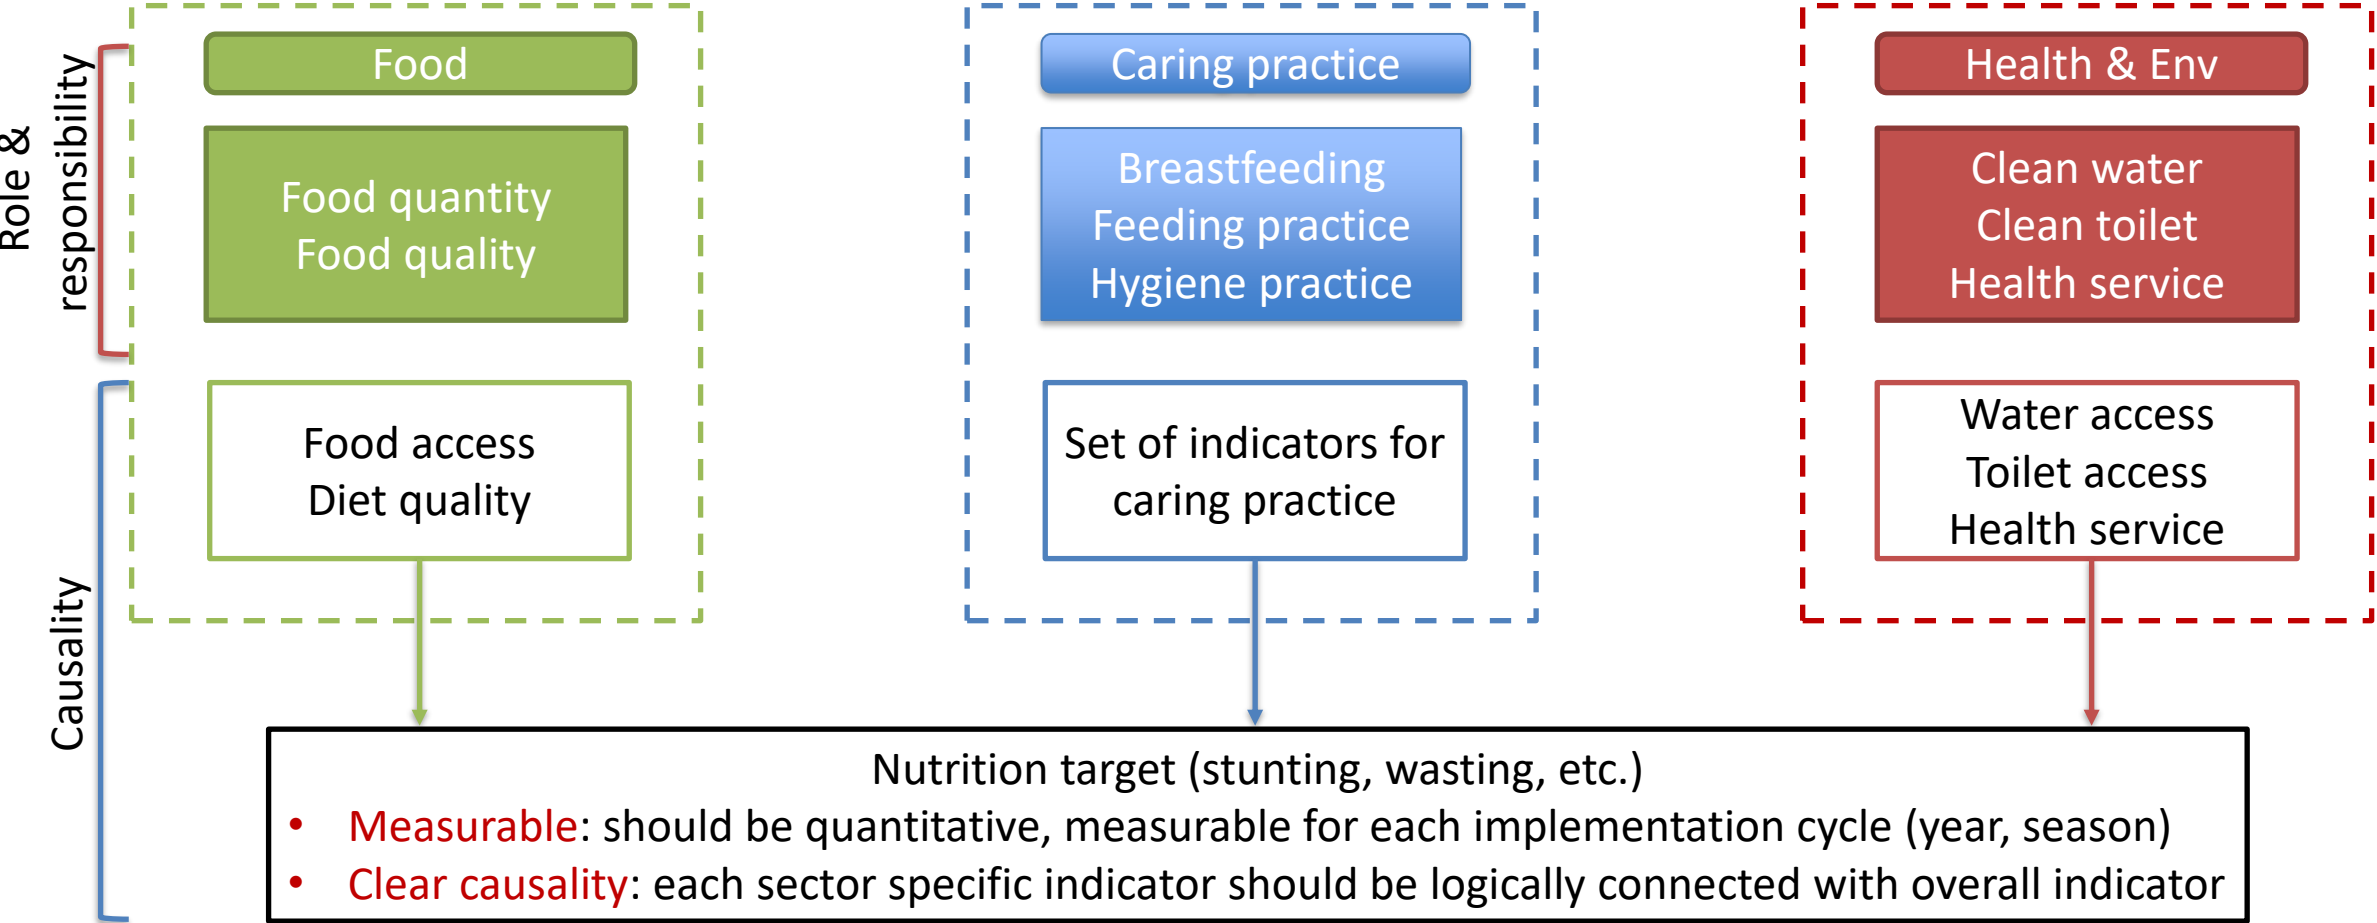 Role &
responsibility
Food
Food quantity
Food quality
Caring practice
Breastfeeding
Feeding practice
Hygiene practice
Health & Env
Clean water
Clean toilet
Health service
Causality
Food access
Diet quality
Set of indicators for
caring practice
Water access
Toilet access
Health service
Nutrition target (stunting, wasting, etc.)
• Measurable: should be quantitative, measurable for each implementation cycle (year, season)
• Clear causality: each sector specific indicator should be logically connected with overall indicator